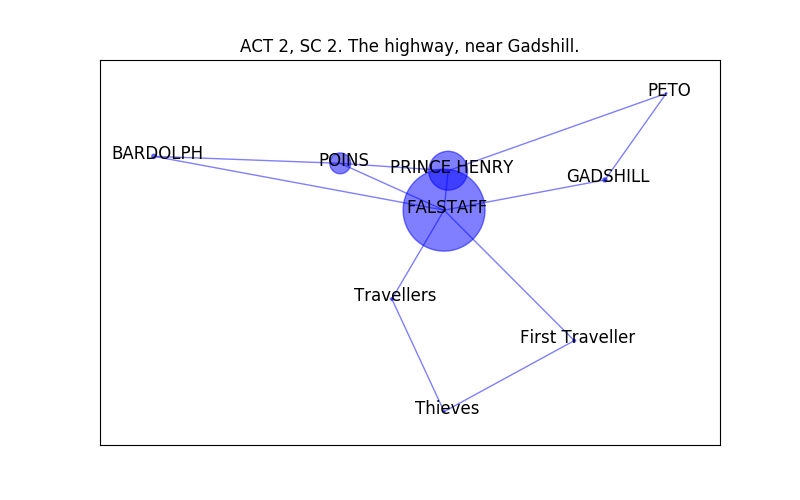 ACT 2, SC 2. The highway, near Gadshill.
PETO
BARDOLPH
POINS
PRINCE HENRY
GADSHILL
FALSTAFF
Travellers
First Traveller
Thieves